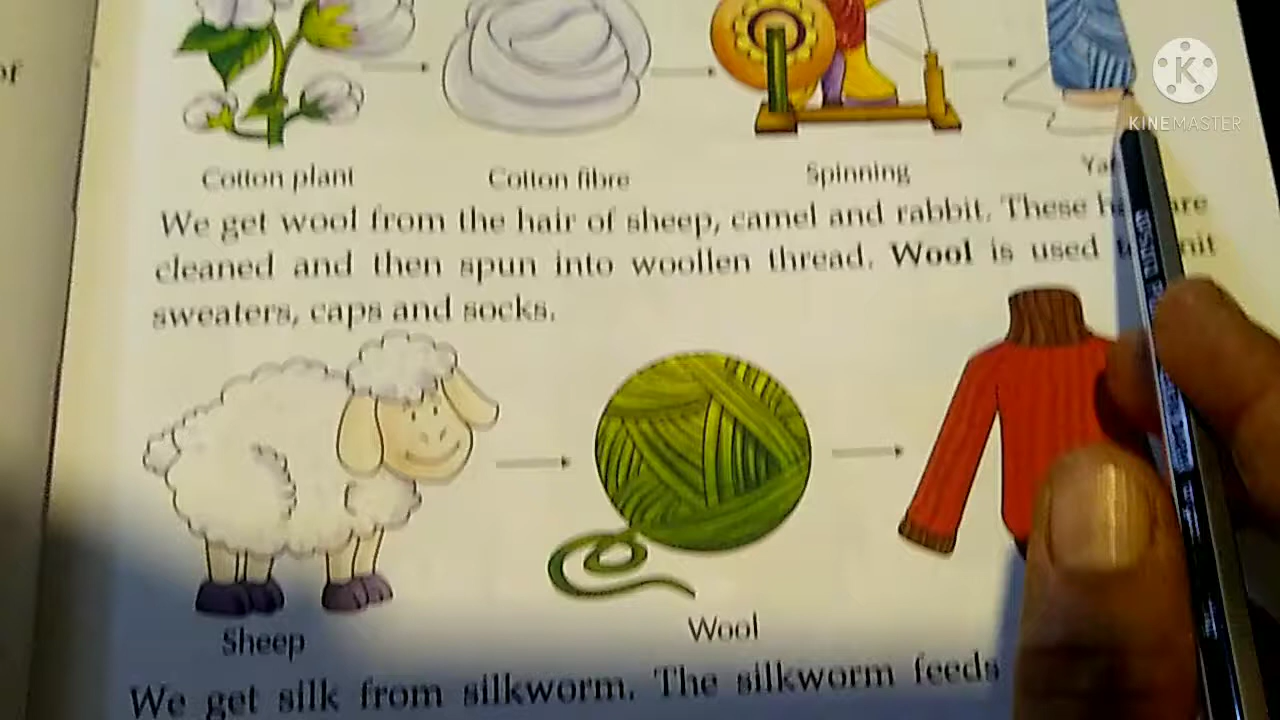 of
KINEMASTER
Cotton plant Cotton fibre Spinning
We get wool from the hair of sheep, camel and rabbit. These are
cleaned and then spun into woollen thread. Wool is used
sweaters, caps and socks.
Sheep Wool
We get silk from silkworm. The silkworm feeds